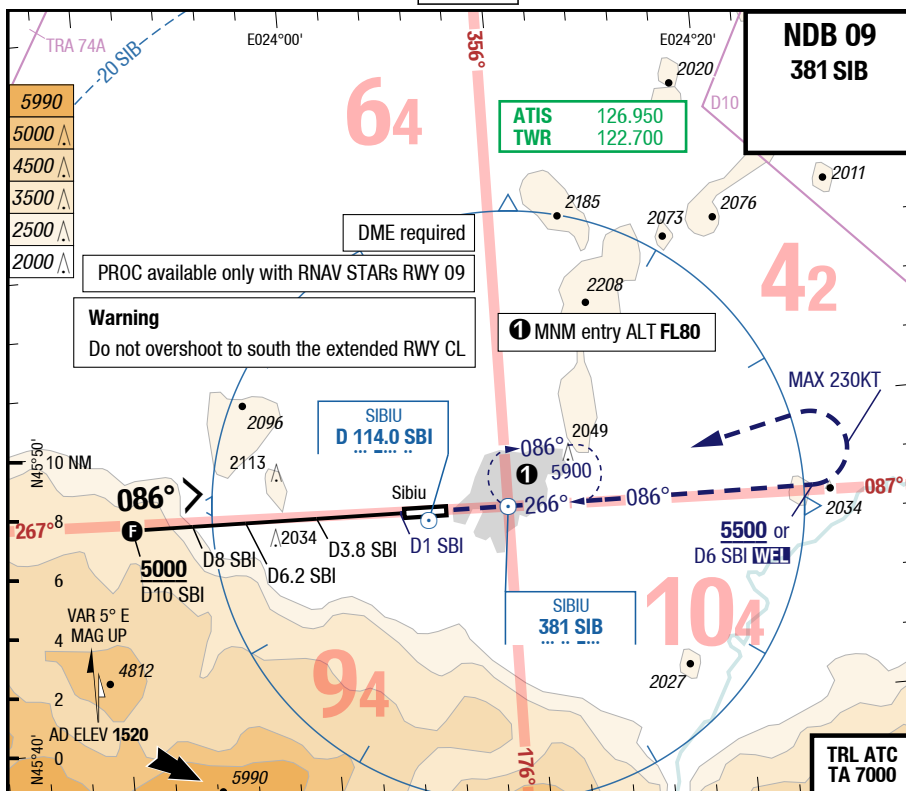 NDB 09
381 SIB
TRA 74A
20 SIB
E024°00'
356°
E024°20'
2020
D10
5990
5000
4500
3500
2500
2000
64
ATIS 126.950
TWR 122.700
2011
2185
2073
2076
DME required
PROC available only with RNAV STARs RWY 09
Warning
Do not overshoot to south the extended RWY CL
2208
42
1 MNM entry ALT FL80
MAX 230KT
2096
SIBIU
D 114.0 SBI
2049
086°
5900
1
2113
N45°50'
10 NM
086°
Sibiu
266°
086°
087°
2034
267°
8
F
2034
D1 SBI
D3.8 SBI
D8 SBI
D6.2 SBI
5500 or
D6 SBI WEL
5000
D10 SBI
6
SIBIU
381 SIB
104
VAR 5° E
MAG UP
4
4812
94
2027
2
AD ELEV 1520
N45°40'
0
5990
176°
TRL ATC
TA 7000